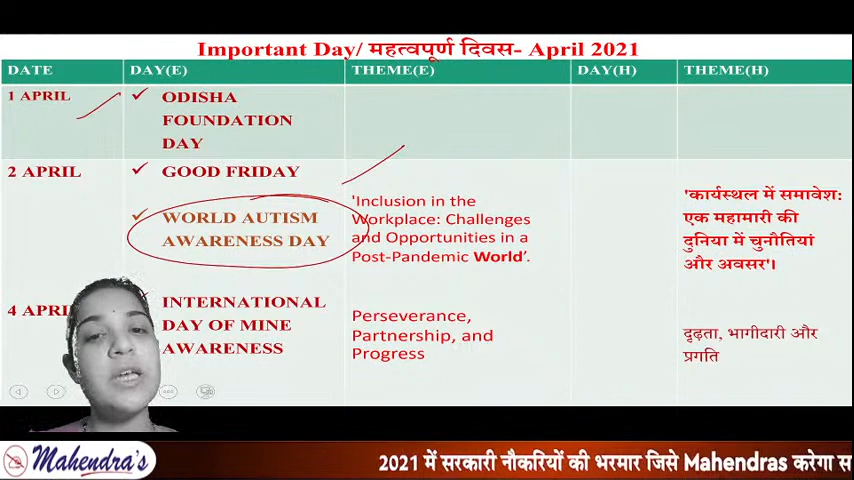 Important Day/ महत्वपूर्ण दिवस- April 2021
DATE DAY(E) THEME(E) DAY(H) THEME(H)
1 APRIL
✓ ODISHA
FOUNDATION
DAY
2 APRIL
✓ GOOD FRIDAY
✓ WORLD AUTISM
AWARENESS DAY
'Inclusion in the
Workplace: Challenges
and Opportunities in a
Post-Pandemic World'.
'कार्यस्थल में समावेश:
एक महामारी की
दुनिया में चुनौतियां
और अवसर'।
4 APRIL
INTERNATIONAL
DAY OF MINE
AWARENESS
Perseverance,
Partnership, and
Progress
दृढ़ता, भागीदारी और
प्रगति
Mahendra's
2021 में सरकारी नौकरियों की भरमार जिसे Mahendras करेगा